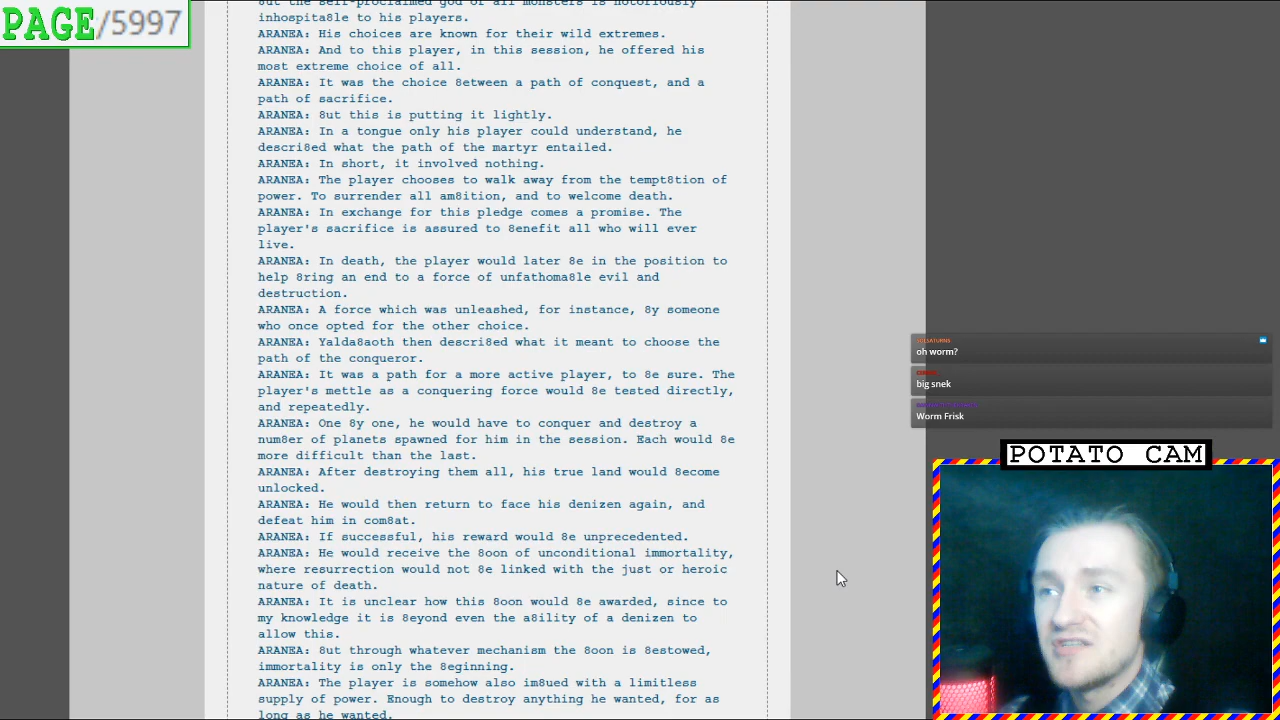 PAGE/5997
8ut the self-proclaimed god of all monsters is notoriously
inhospita8le to his players.
ARANEA: His choices are known for their wild extremes.
ARANEA: And to this player, in this session, he offered his
most extreme choice of all.
ARANEA: It was the choice 8etween a path of conquest, and a
path of sacrifice.
ARANEA: 8ut this is putting it lightly.
ARANEA: In a tongue only his player could understand, he
descri8ed what the path of the martyr entailed.
ARANEA: In short, it involved nothing.
ARANEA: The player chooses to walk away from the tempt8tion of
power. To surrender all am8ition, and to welcome death.
ARANEA: In exchange for this pledge comes a promise. The
player's sacrifice is assured to 8enefit all who will ever
live.
ARANEA: In death, the player would later 8e in the position to
help 8ring an end to a force of unfathoma8le evil and
destruction.
ARANEA: A force which was unleashed, for instance, 8y someone
who once opted for the other choice.
ARANEA: Yalda8aoth then descri8ed what it meant to choose the
path of the conqueror.
ARANEA: It was a path for a more active player, to 8e sure. The
player's mettle as a conquering force would 8e tested directly,
and repeatedly.
ARANEA: One 8y one, he would have to conquer and destroy a
num8er of planets spawned for him in the session. Each would 8e
more difficult than the last.
ARANEA: After destroying them all, his true land would 8ecome
unlocked.
ARANEA: He would then return to face his denizen again, and
defeat him in com8at.
ARANEA: If successful, his reward would 8e unprecedented.
ARANEA: He would receive the 8oon of unconditional immortality,
where resurrection would not 8e linked with the just or heroic
nature of death.
ARANEA: It is unclear how this 8oon would 8e awarded, since to
my knowledge it is 8eyond even the a8ility of a denizen to
allow this.
ARANEA: 8ut through whatever mechanism the 8oon is 8estowed,
immortality is only the 8eginning.
ARANEA: The player is somehow also im8ued with a limitless
supply of power. Enough to destroy anything he wanted, for as
long as he wanted.
oh worm?
big snek
Worm Frisk
POTATO CAM